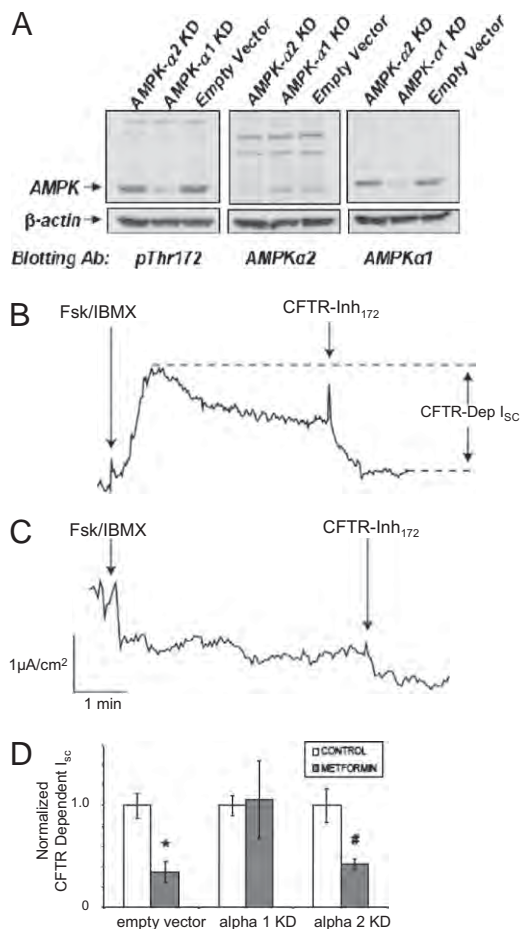 A
AMPK-α2 KD
AMPK-α1 KD
Empty Vector
AMPK-α2 KD
AMPK-α1 KD
Empty Vector
AMPK-α2 KD
AMPK-α1 KD
Empty Vector
AMPK
β-actin
Blotting Ab: pThr172 AMPKα2 AMPKα1
B
Fsk/IBMX
CFTR-Inh172
CFTR-Dep ISC
C
Fsk/IBMX
CFTR-Inh172
1µA/cm²
1 min
D
CONTROL
METFORMIN
Normalized
CFTR Dependent ISC
1.0
0
*
#
empty vector alpha 1 KD alpha 2 KD